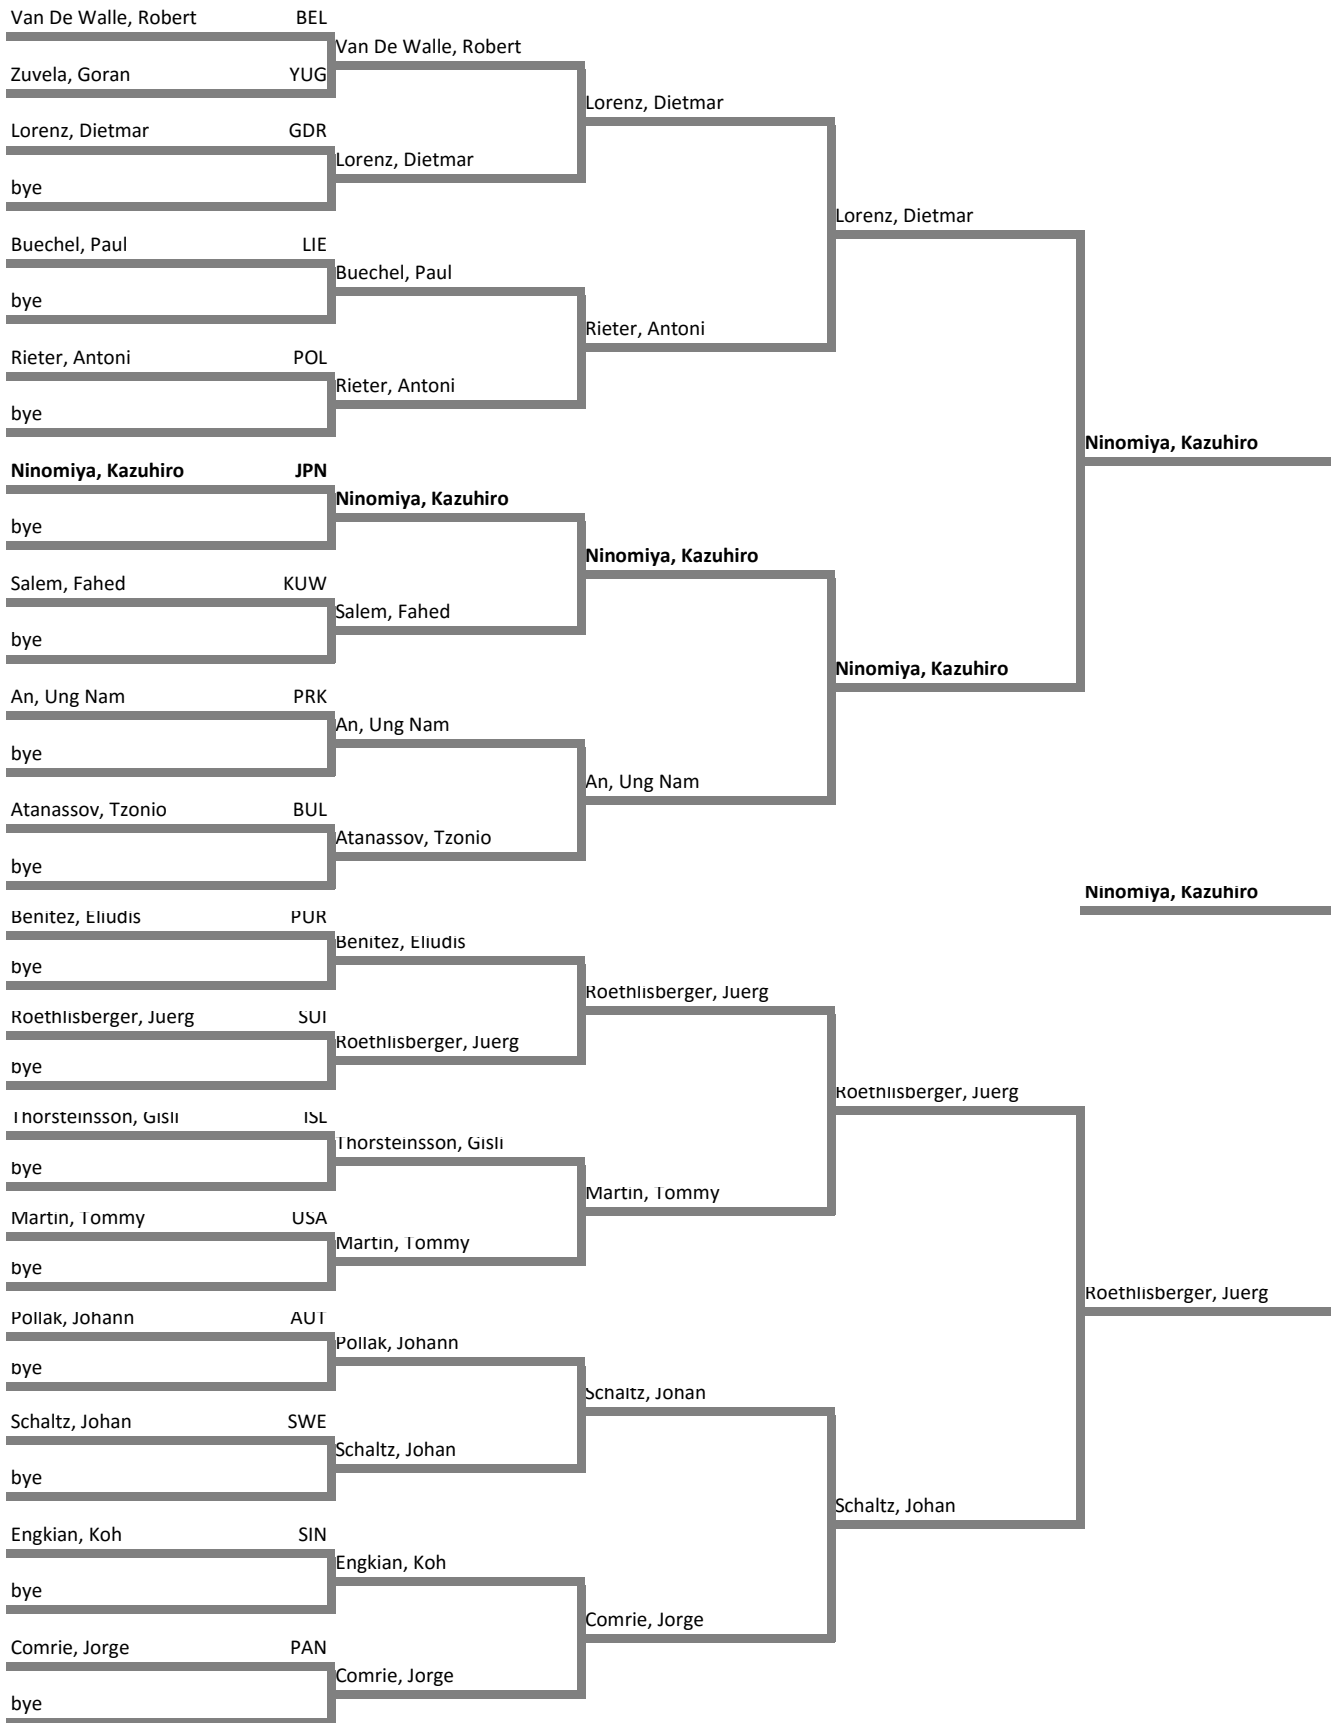 Van De Walle, Robert BEL
Van De Walle, Robert
Zuvela, Goran YUG
Lorenz, Dietmar
Lorenz, Dietmar GDR
Lorenz, Dietmar
bye
Lorenz, Dietmar
Buechel, Paul LIE
Buechel, Paul
bye
Rieter, Antoni
Rieter, Antoni POL
Rieter, Antoni
bye
Ninomiya, Kazuhiro
Ninomiya, Kazuhiro JPN
Ninomiya, Kazuhiro
bye
Ninomiya, Kazuhiro
Salem, Fahed KUW
Salem, Fahed
bye
Ninomiya, Kazuhiro
An, Ung Nam PRK
An, Ung Nam
bye
An, Ung Nam
Atanassov, Tzonio BUL
Atanassov, Tzonio
bye
Ninomiya, Kazuhiro
Benitez, Eliudis PUR
Benitez, Eliudis
bye
Roethlisberger, Juerg
Roethlisberger, Juerg SUI
Roethlisberger, Juerg
bye
Roethlisberger, Juerg
Thorsteinsson, Gisli ISL
Thorsteinsson, Gisli
bye
Martin, Tommy
Martin, Tommy USA
Martin, Tommy
bye
Roethlisberger, Juerg
Pollak, Johann AUT
Pollak, Johann
bye
Schaltz, Johan
Schaltz, Johan SWE
Schaltz, Johan
bye
Schaltz, Johan
Engkian, Koh SIN
Engkian, Koh
bye
Comrie, Jorge
Comrie, Jorge PAN
Comrie, Jorge
bye